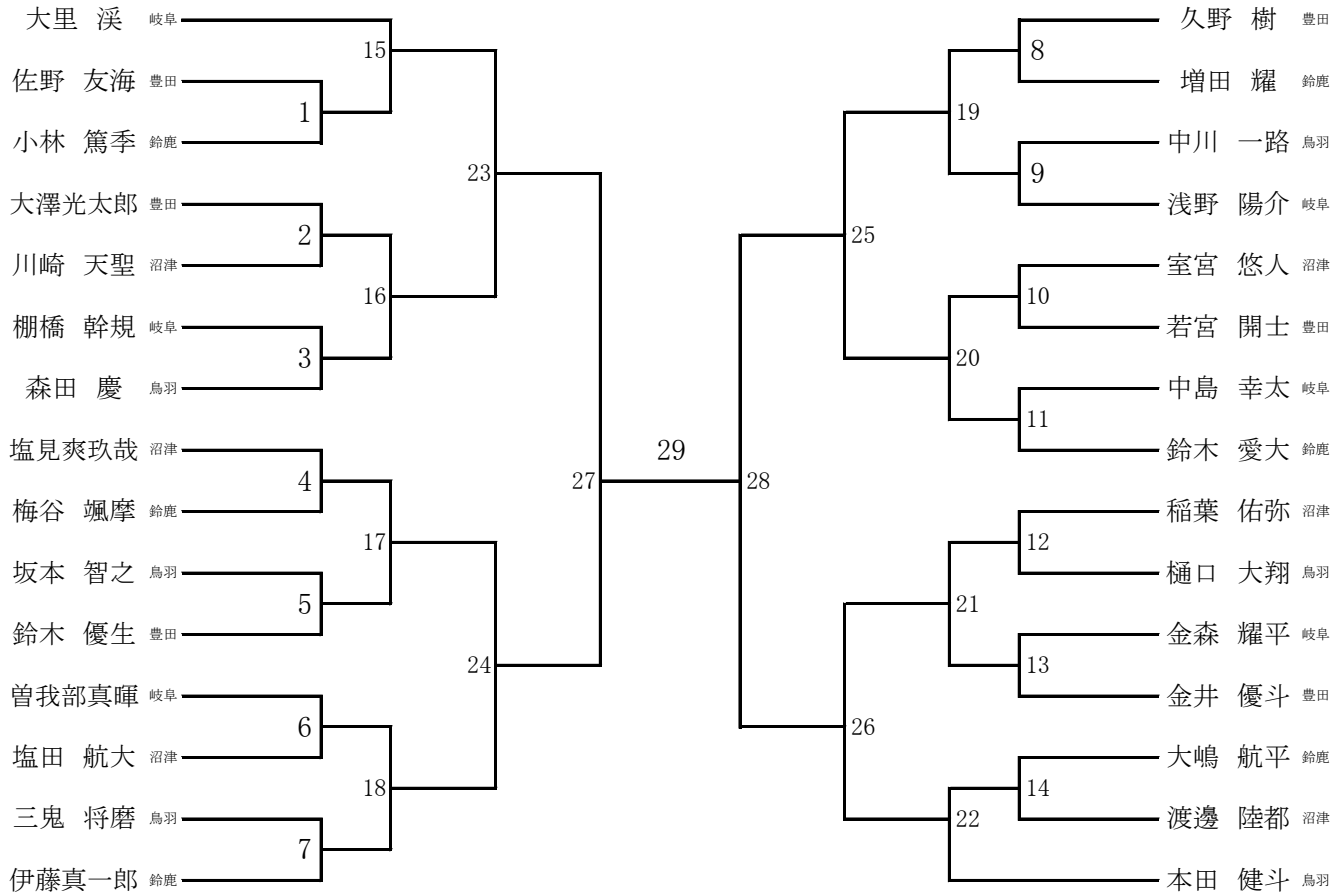 大里 渓 岐阜
佐野 友海 豊田
小林 篤季 鈴鹿
大澤光太郎 豊田
川崎 天聖 沼津
棚橋 幹規 岐阜
森田 慶 鳥羽
塩見爽玖哉 沼津
梅谷 颯摩 鈴鹿
坂本 智之 鳥羽
鈴木 優生 豊田
曽我部真暉 岐阜
塩田 航大 沼津
三鬼 将磨 鳥羽
伊藤真一郎 鈴鹿
1
2
3
4
5
6
7
15
16
17
18
23
24
27
29
28
25
26
19
20
21
22
8
9
10
11
12
13
14
久野 樹 豊田
増田 耀 鈴鹿
中川 一路 鳥羽
浅野 陽介 岐阜
室宮 悠人 沼津
若宮 開士 豊田
中島 幸太 岐阜
鈴木 愛大 鈴鹿
稲葉 佑弥 沼津
樋口 大翔 鳥羽
金森 耀平 岐阜
金井 優斗 豊田
大嶋 航平 鈴鹿
渡邊 陸都 沼津
本田 健斗 鳥羽